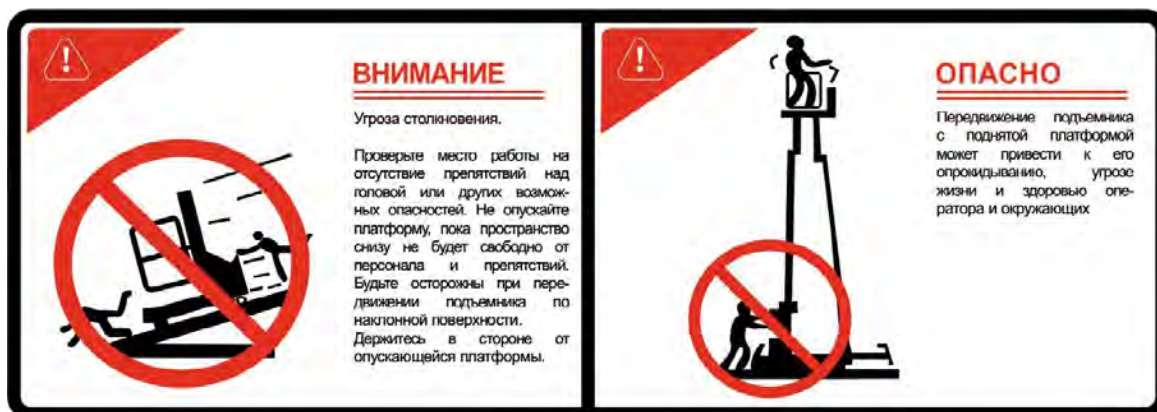 ВНИМАНИЕ
Угроза столкновения.
Проверьте место работы на
отсутствие препятствий над
головой или других возмож-
ных опасностей. Не опускайте
платформу, пока пространство
снизу не будет свободно от
персонала и препятствий.
Будьте осторожны при пере-
движении подъемника по
наклонной поверхности.
Держитесь в стороне от
опускающейся платформы.
ОПАСНО
Передвижение подъемника
с поднятой платформой
может привести к его
опрокидыванию, угрозе
жизни и здоровью опе-
ратора и окружающих